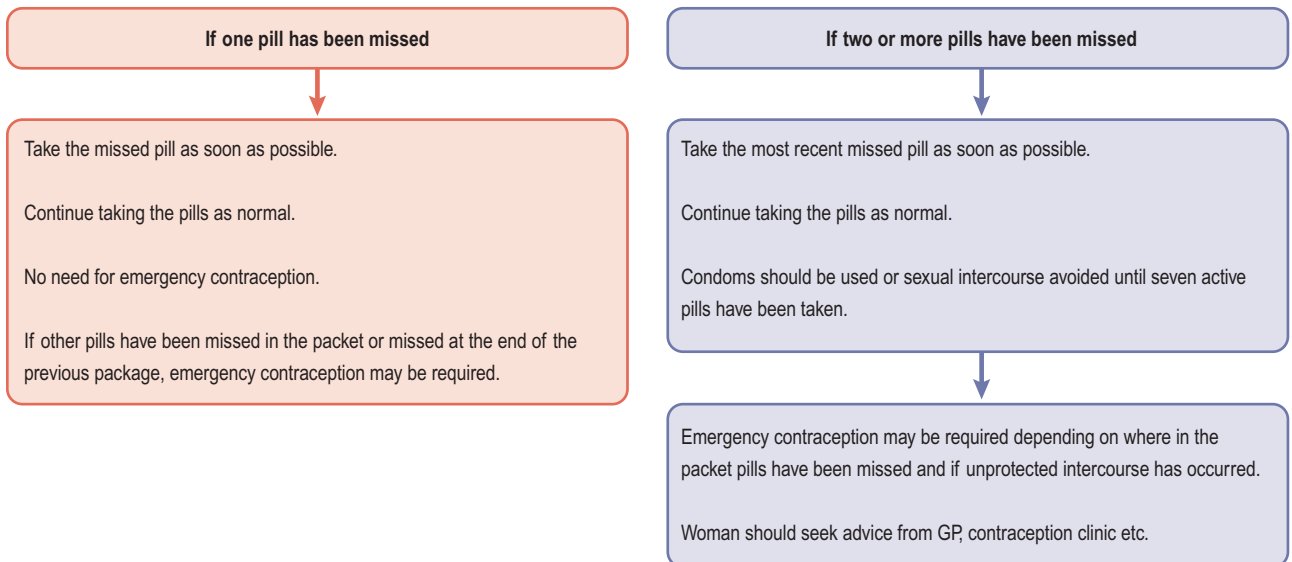 If one pill has been missed
Take the missed pill as soon as possible.
Continue taking the pills as normal.
No need for emergency contraception.
If other pills have been missed in the packet or missed at the end of the
previous package, emergency contraception may be required.
If two or more pills have been missed
Take the most recent missed pill as soon as possible.
Continue taking the pills as normal.
Condoms should be used or sexual intercourse avoided until seven active
pills have been taken.
Emergency contraception may be required depending on where in the
packet pills have been missed and if unprotected intercourse has occurred.
Woman should seek advice from GP, contraception clinic etc.